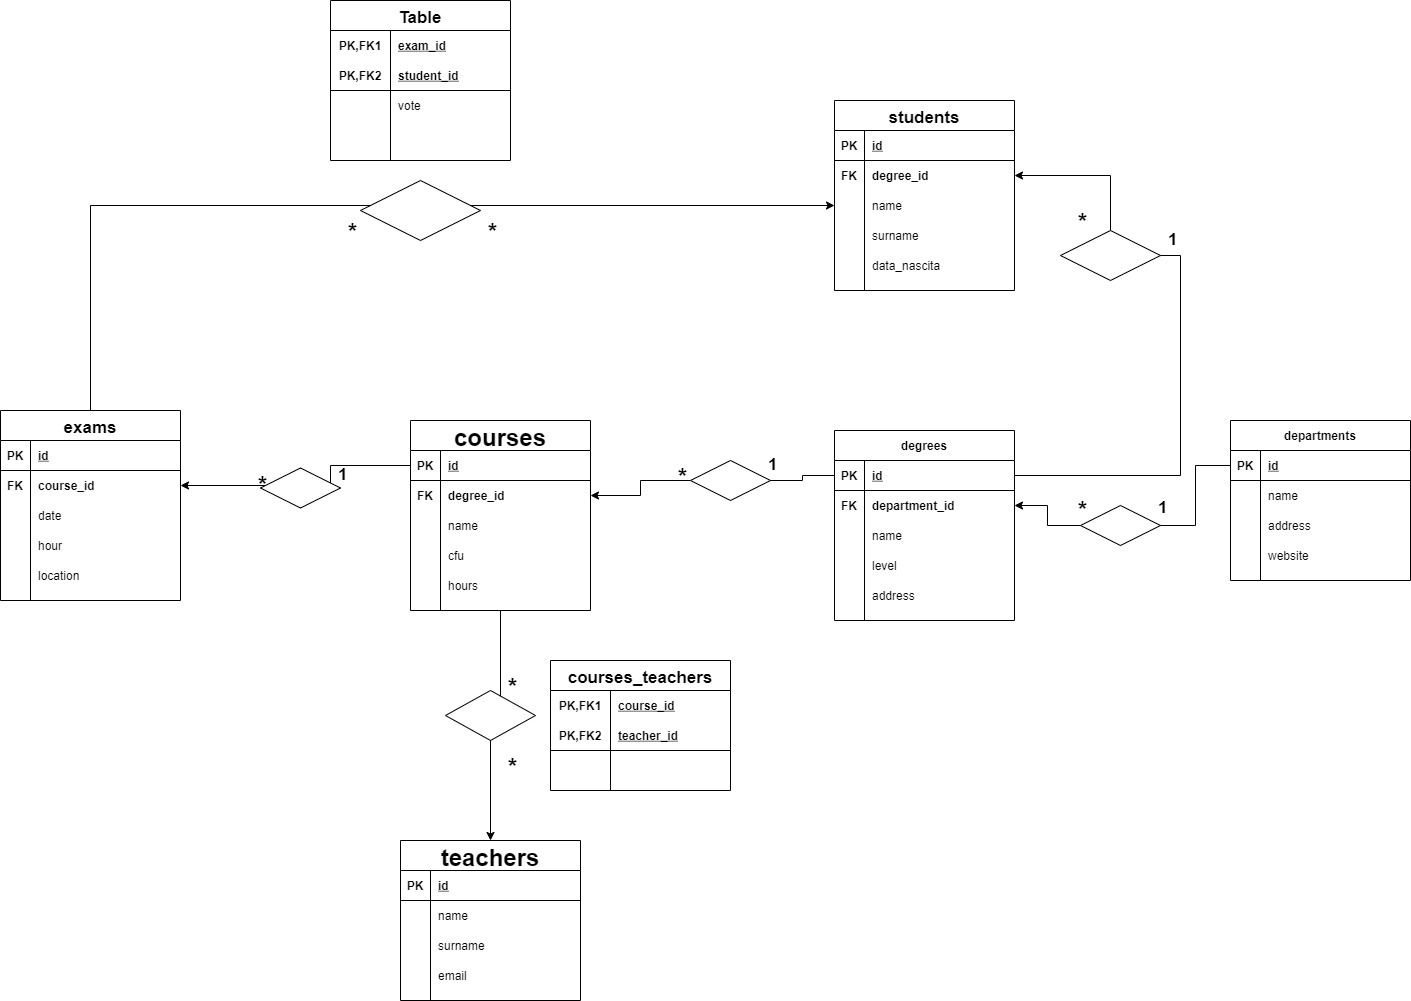 Table
PK,FK1 exam_id
PK,FK2 student_id
vote
students
PK id
FK degree_id
name
surname
data_nascita
*
*
*
1
exams
PK id
FK course_id
date
hour
location
*
1
courses
PK id
FK degree_id
name
cfu
hours
*
1
degrees
PK id
FK department_id
name
level
address
*
1
departments
PK id
name
address
website
*
*
courses_teachers
PK,FK1 course_id
PK,FK2 teacher_id
teachers
PK id
name
surname
email